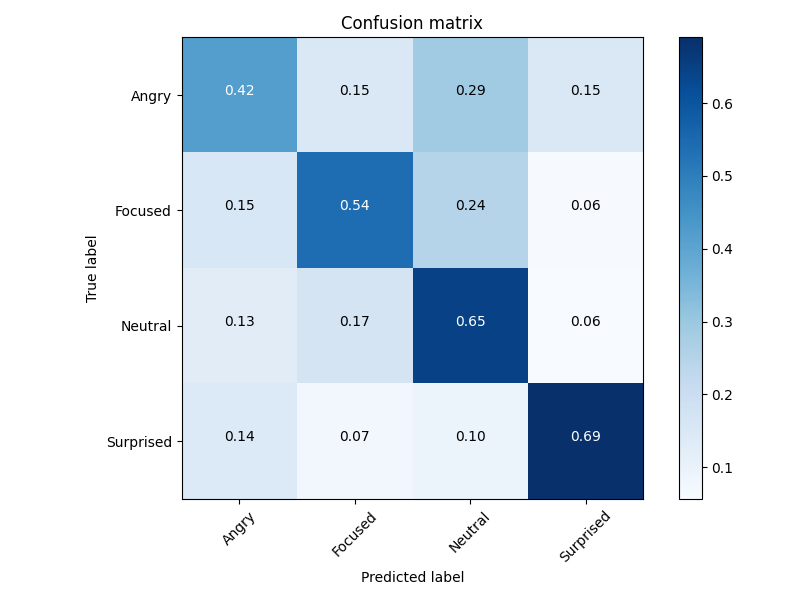 Confusion matrix
Angry 0.42 0.15 0.29 0.15
Focused 0.15 0.54 0.24 0.06
Neutral 0.13 0.17 0.65 0.06
Surprised 0.14 0.07 0.10 0.69
Angry Focused Neutral Surprised
True label
Predicted label
0.6
0.5
0.4
0.3
0.2
0.1